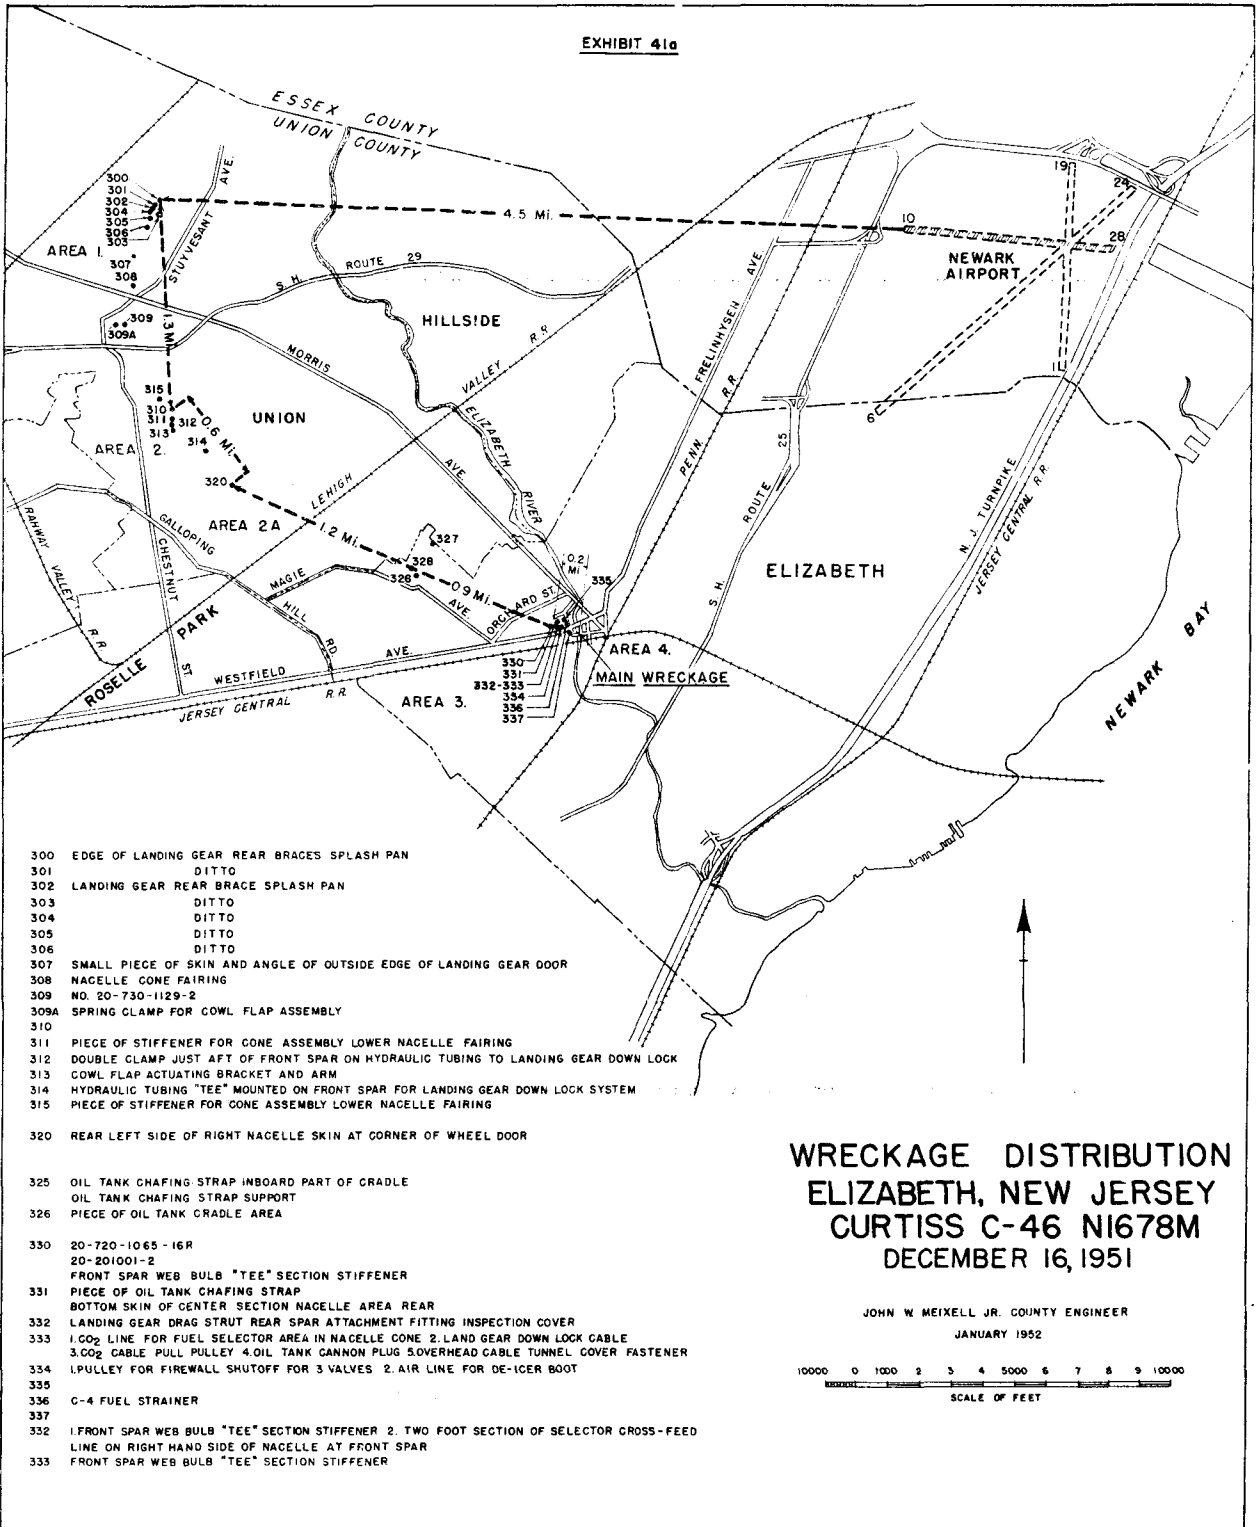 EXHIBIT 41a
ESSEX COUNTY
UNION COUNTY
300
301
302
304
305
306
303
AREA 1.
307
308
309
309A
STUYVESANT AVE.
4.5 Mi.
1.3 Mi.
S. H. ROUTE 29
HILLSIDE
MORRIS AVE.
LEHIGH VALLEY R.R.
ELIZABETH RIVER
FRELINHYSEN AVE.
PENN. R.R.
S. H. ROUTE 25
19
24
10
28
NEWARK
AIRPORT
1
6
N. J. TURNPIKE
JERSEY CENTRAL R.R.
315
310
311
312
313
314
0.6 Mi.
UNION
AREA 2.
320
AREA 2A
1.2 Mi.
327
328
326
0.9 Mi.
0.2
MI
335
RAHWAY VALLEY R.R.
GALLOPING HILL RD
CHESTNUT ST.
MAGIE AVE.
ORCHARD ST.
ROSELLE PARK
WESTFIELD AVE.
JERSEY CENTRAL R.R.
ELIZABETH
AREA 4.
MAIN WRECKAGE
AREA 3.
330
331
332-333
334
336
337
NEWARK BAY
300 EDGE OF LANDING GEAR REAR BRACES SPLASH PAN
301 DITTO
302 LANDING GEAR REAR BRACE SPLASH PAN
303 DITTO
304 DITTO
305 DITTO
306 DITTO
307 SMALL PIECE OF SKIN AND ANGLE OF OUTSIDE EDGE OF LANDING GEAR DOOR
308 NACELLE CONE FAIRING
309 NO. 20-730-1129-2
309A SPRING CLAMP FOR COWL FLAP ASSEMBLY
310
311 PIECE OF STIFFENER FOR CONE ASSEMBLY LOWER NACELLE FAIRING
312 DOUBLE CLAMP JUST AFT OF FRONT SPAR ON HYDRAULIC TUBING TO LANDING GEAR DOWN LOCK
313 COWL FLAP ACTUATING BRACKET AND ARM
314 HYDRAULIC TUBING "TEE" MOUNTED ON FRONT SPAR FOR LANDING GEAR DOWN LOCK SYSTEM
315 PIECE OF STIFFENER FOR CONE ASSEMBLY LOWER NACELLE FAIRING
320 REAR LEFT SIDE OF RIGHT NACELLE SKIN AT CORNER OF WHEEL DOOR
325 OIL TANK CHAFING STRAP INBOARD PART OF CRADLE
OIL TANK CHAFING STRAP SUPPORT
326 PIECE OF OIL TANK CRADLE AREA
330 20-720-1065-16R
20-201001-2
FRONT SPAR WEB BULB "TEE" SECTION STIFFENER
331 PIECE OF OIL TANK CHAFING STRAP
BOTTOM SKIN OF CENTER SECTION NACELLE AREA REAR
332 LANDING GEAR DRAG STRUT REAR SPAR ATTACHMENT FITTING INSPECTION COVER
333 1.CO2 LINE FOR FUEL SELECTOR AREA IN NACELLE CONE 2.LAND GEAR DOWN LOCK CABLE
3.CO2 CABLE PULL PULLEY 4.OIL TANK CANNON PLUG 5.OVERHEAD CABLE TUNNEL COVER FASTENER
334 1.PULLEY FOR FIREWALL SHUTOFF FOR 3 VALVES 2. AIR LINE FOR DE-ICER BOOT
335
336 C-4 FUEL STRAINER
337
332 1.FRONT SPAR WEB BULB "TEE" SECTION STIFFENER 2. TWO FOOT SECTION OF SELECTOR CROSS-FEED
LINE ON RIGHT HAND SIDE OF NACELLE AT FRONT SPAR
333 FRONT SPAR WEB BULB "TEE" SECTION STIFFENER
WRECKAGE DISTRIBUTION
ELIZABETH, NEW JERSEY
CURTISS C-46 N1678M
DECEMBER 16, 1951
JOHN W. MEIXELL JR. COUNTY ENGINEER
JANUARY 1952
10000 0 1000 2 3 4 5000 6 7 8 9 10000
SCALE OF FEET